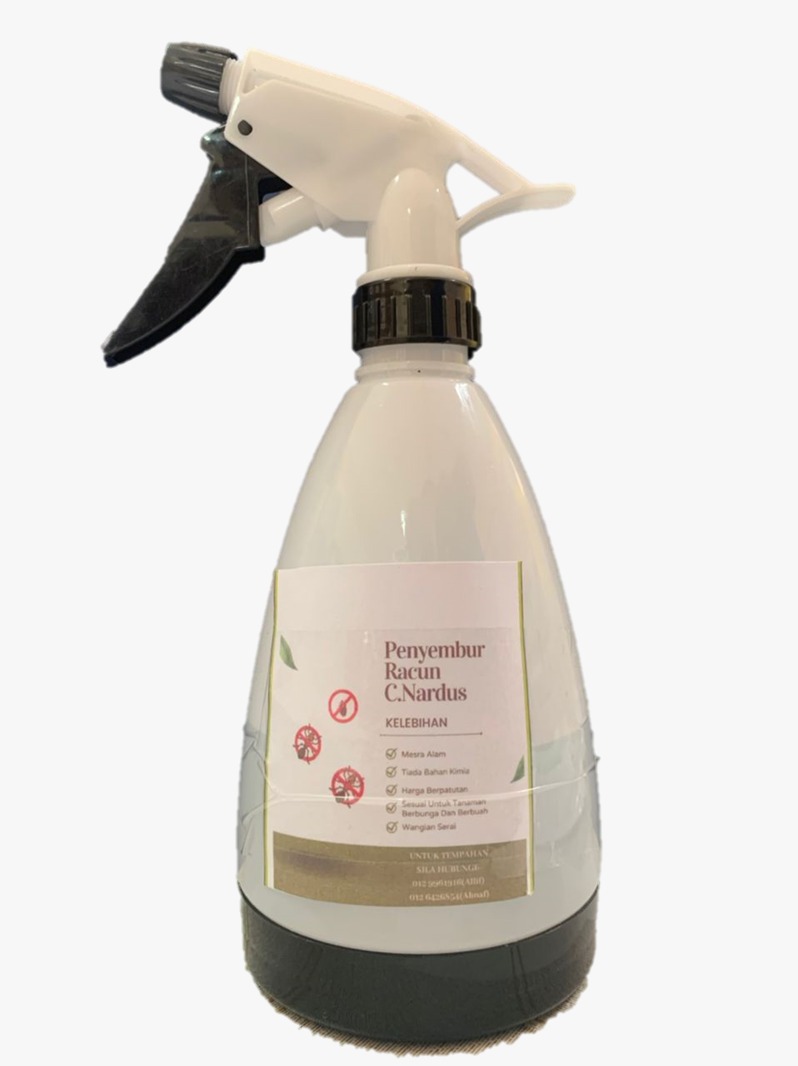 Penyembur
Racun
C.Nardus
KELEBIHAN
Mesra Alam
Tiada Bahan Kimia
Harga Berpatutan
Sesuai Untuk Tanaman
Berbunga Dan Berbuah
Wangian Serai
UNTUK TEMPAHAN
SILA HUBUNGI: